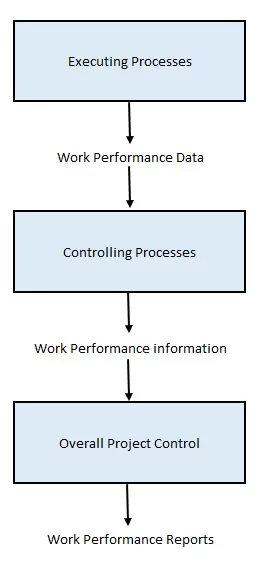 Executing Processes
Work Performance Data
Controlling Processes
Work Performance information
Overall Project Control
Work Performance Reports